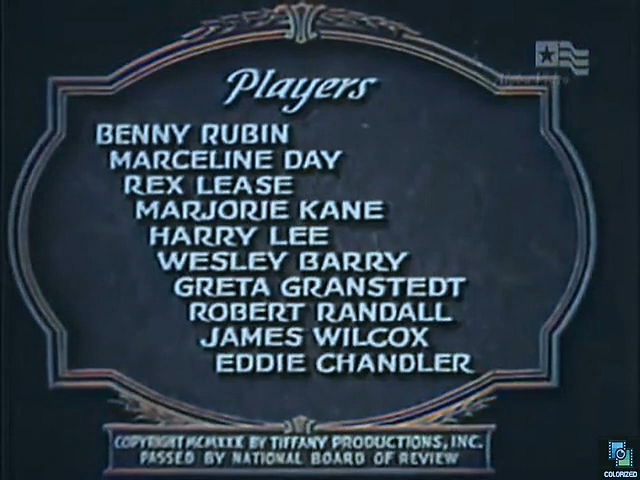 Players
BENNY RUBIN
MARCELINE DAY
REX LEASE
MARJORIE KANE
HARRY LEE
WESLEY BARRY
GRETA GRANSTEDT
ROBERT RANDALL
JAMES WILCOX
EDDIE CHANDLER
COPYRIGHT MCMXXX BY TIFFANY PRODUCTIONS, INC.
PASSED BY NATIONAL BOARD OF REVIEW
COLORIZED